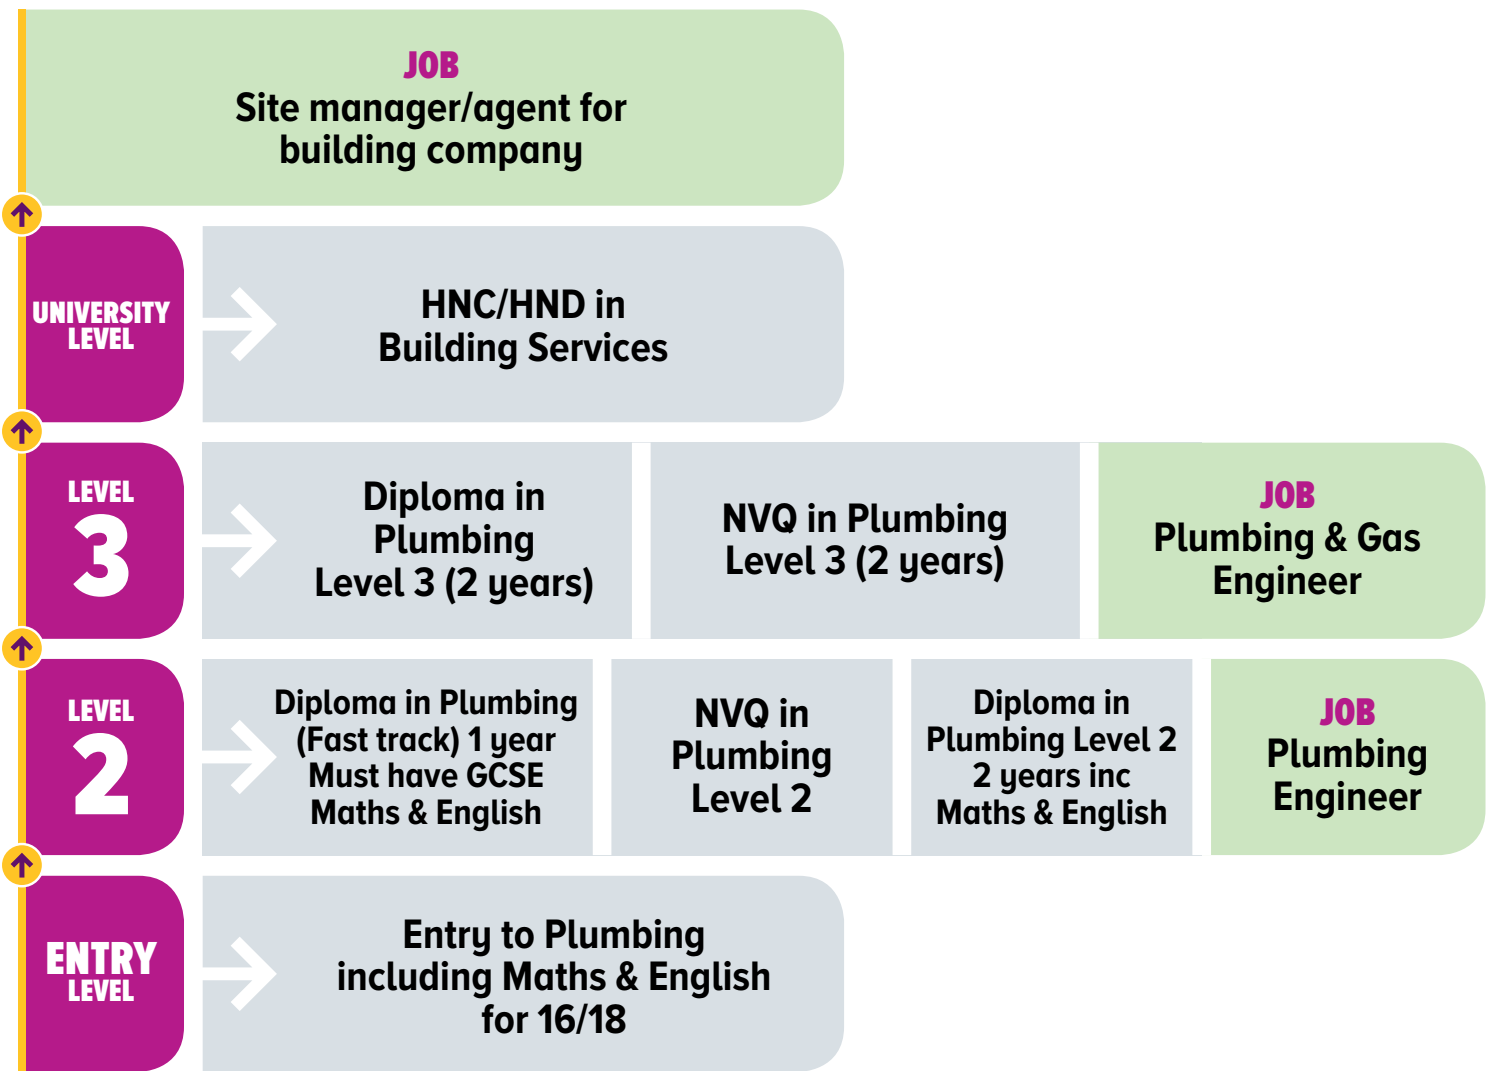 JOB
Site manager/agent for
building company
UNIVERSITY
LEVEL
HNC/HND in
Building Services
LEVEL
3
Diploma in
Plumbing
Level 3 (2 years)
NVQ in Plumbing
Level 3 (2 years)
JOB
Plumbing & Gas
Engineer
LEVEL
2
Diploma in Plumbing
(Fast track) 1 year
Must have GCSE
Maths & English
NVQ in
Plumbing
Level 2
Diploma in
Plumbing Level 2
2 years inc
Maths & English
JOB
Plumbing
Engineer
ENTRY
LEVEL
Entry to Plumbing
including Maths & English
for 16/18